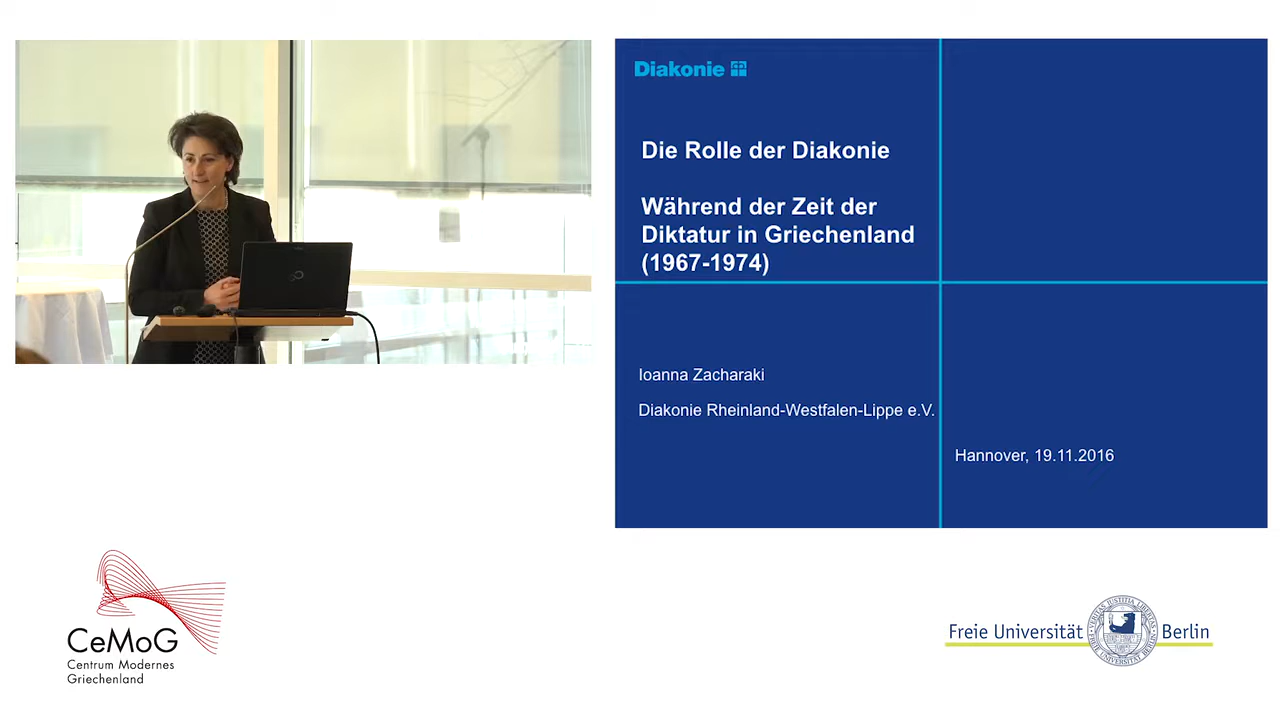 Diakonie
Die Rolle der Diakonie
Während der Zeit der
Diktatur in Griechenland
(1967-1974)
Ioanna Zacharaki
Diakonie Rheinland-Westfalen-Lippe e.V.
Hannover, 19.11.2016
CeMoG
Centrum Modernes
Griechenland
Freie Universität Berlin